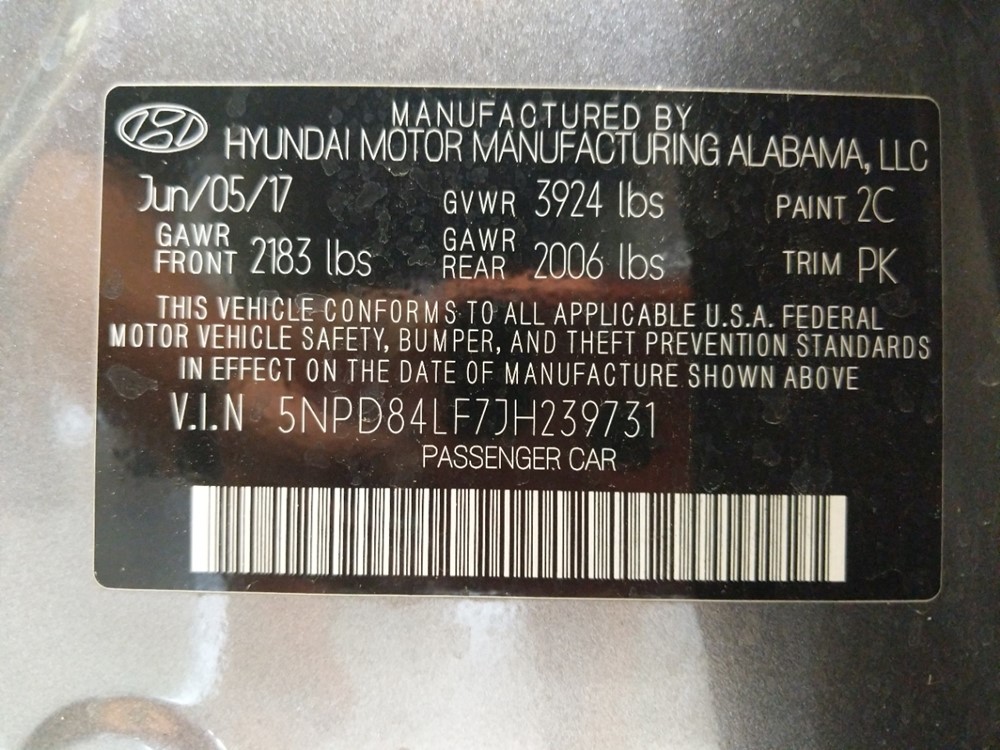 MANUFACTURED BY
HYUNDAI MOTOR MANUFACTURING ALABAMA, LLC
Jun/05/17 GVWR 3924 lbs PAINT 2C
GAWR FRONT 2183 lbs GAWR REAR 2006 lbs TRIM PK
THIS VEHICLE CONFORMS TO ALL APPLICABLE U.S.A. FEDERAL
MOTOR VEHICLE SAFETY, BUMPER, AND THEFT PREVENTION STANDARDS
IN EFFECT ON THE DATE OF MANUFACTURE SHOWN ABOVE
V.I.N 5NPD84LF7JH239731
PASSENGER CAR